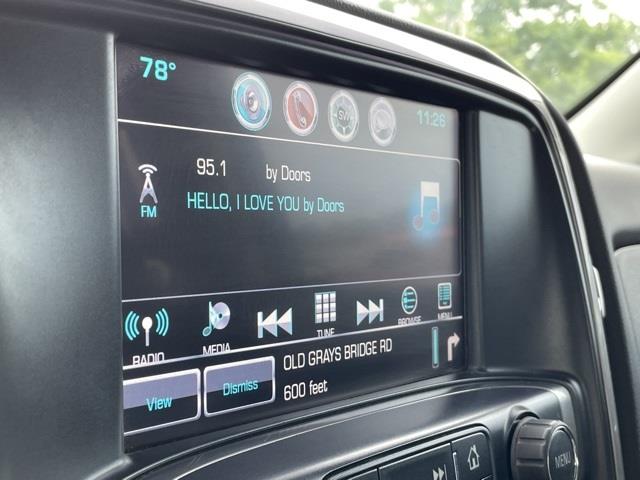 78°
SW
11:26
95.1 by Doors
HELLO, I LOVE YOU by Doors
FM
RADIO
MEDIA
TUNE
BROWSE
MENU
View
Dismiss
OLD GRAYS BRIDGE RD
600 feet
MENU